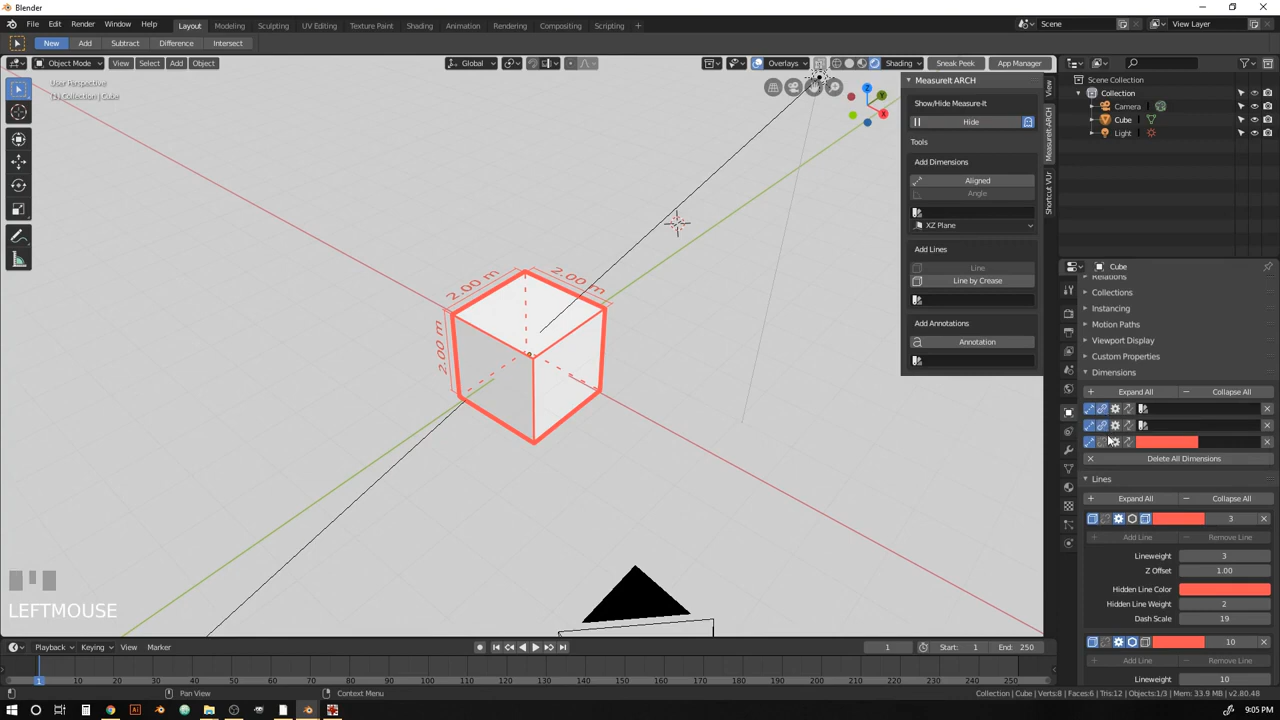 Blender
File Edit Render Window Help Layout Modeling Sculpting UV Editing Texture Paint Shading Animation Rendering Compositing Scripting + Scene View Layer
New Add Subtract Difference Intersect
Object Mode View Select Add Object Global Overlays Shading Sneak Peek App Manager
User Perspective
(1) Collection | Cube
Z
Y
X
MeasureIt ARCH
Show/Hide Measure-It
Hide
Tools
Add Dimensions
Aligned
Angle
XZ Plane
Add Lines
Line
Line by Crease
Add Annotations
Annotation
View
MeasureIt-ARCH
Shortcut VUr
Scene Collection
Collection
Camera
Cube
Light
Cube
Relations
Collections
Instancing
Motion Paths
Viewport Display
Custom Properties
Dimensions
Expand All Collapse All
Delete All Dimensions
Lines
Expand All Collapse All
3
Add Line Remove Line
Lineweight 3
Z Offset 1.00
Hidden Line Color
Hidden Line Weight 2
Dash Scale 19
10
Add Line Remove Line
Lineweight 10
2.00 m
2.00 m
2.00 m
LEFTMOUSE
Playback Keying View Marker 1 Start: 1 End: 250
1 10 20 30 40 50 60 70 80 90 100 110 120 130 140 150 160 170 180 190 200 210 220 230 240 250
Pan View Context Menu Collection | Cube | Verts:8 | Faces:6 | Tris:12 | Objects:1/3 | Mem: 33.9 MB | v2.80.48
9:05 PM